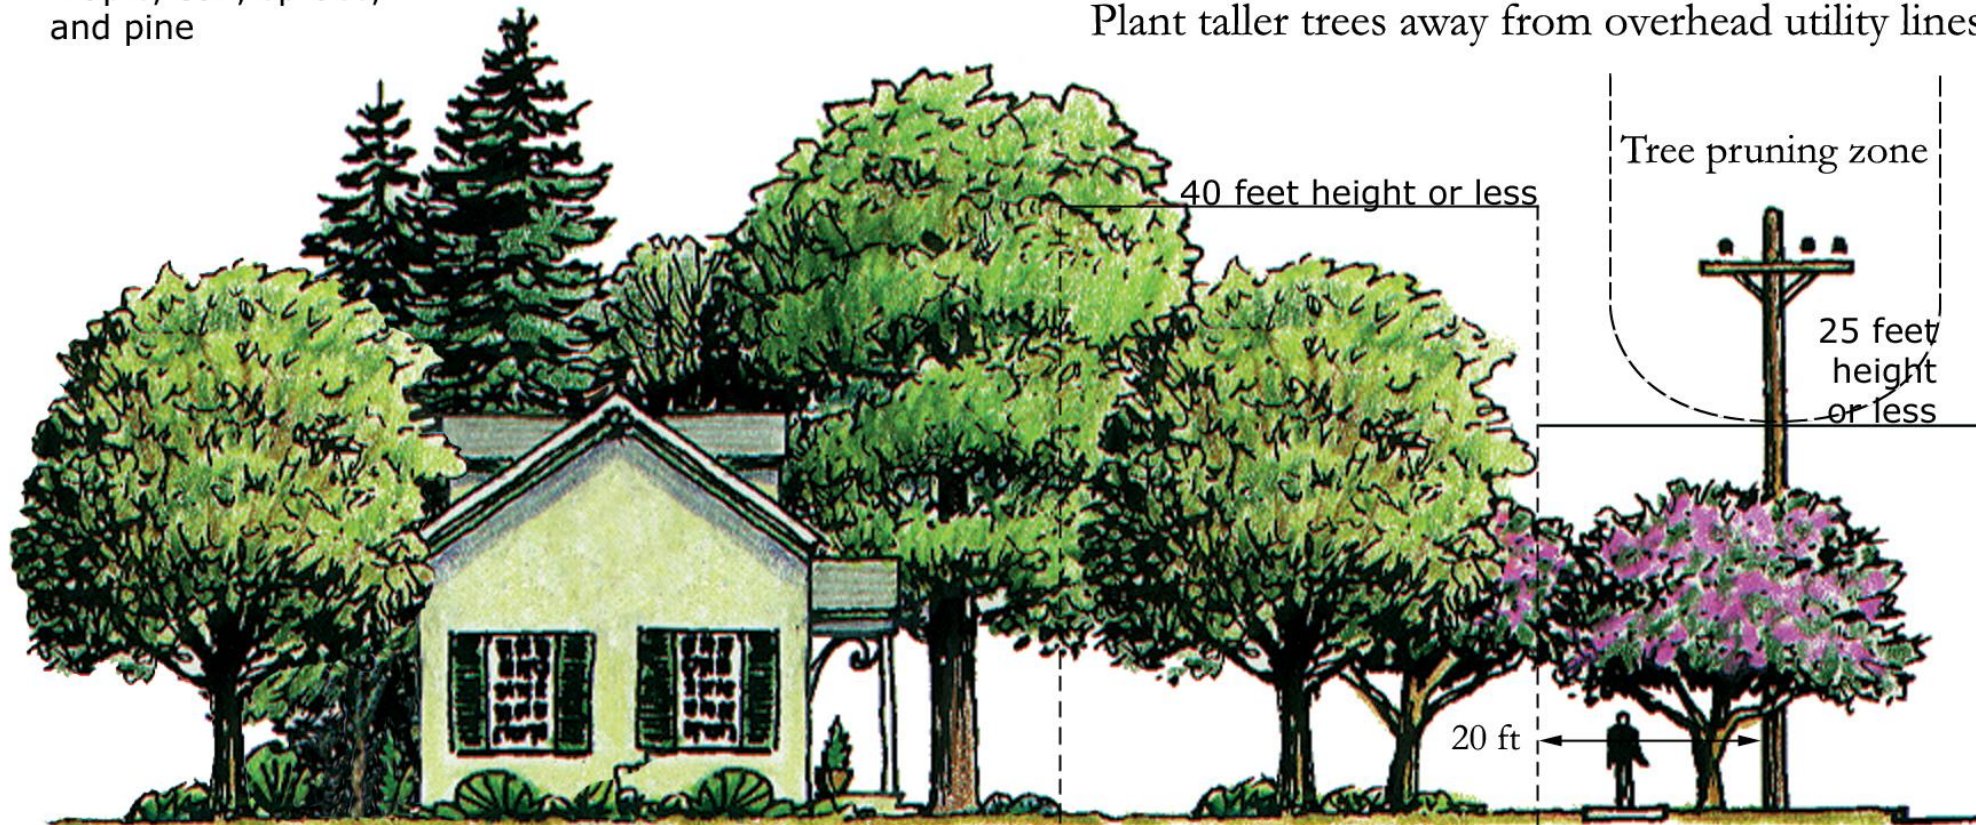 and pine
Plant taller trees away from overhead utility lines
Tree pruning zone
40 feet height or less
25 feet
height
or less
20 ft